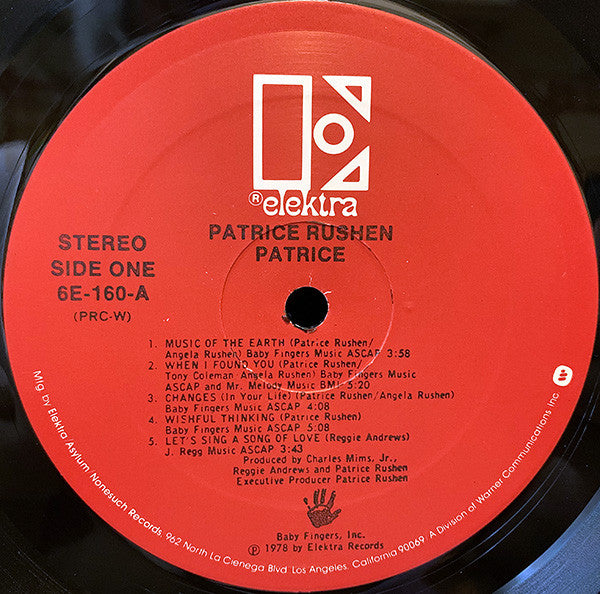 ® elektra
PATRICE RUSHEN
PATRICE
STEREO
SIDE ONE
6E-160-A
(PRC-W)
1. MUSIC OF THE EARTH (Patrice Rushen/
Angela Rushen) Baby Fingers Music ASCAP 3:58
2. WHEN I FOUND YOU (Patrice Rushen/
Tony Coleman Angela Rushen) Baby Fingers Music
ASCAP and Mr. Melody Music BMI 5:20
3. CHANGES (In Your Life) (Patrice Rushen/Angela Rushen)
Baby Fingers Music ASCAP 4:08
4. WISHFUL THINKING (Patrice Rushen)
Baby Fingers Music ASCAP 5:08
5. LET'S SING A SONG OF LOVE (Reggie Andrews)
J. Regg Music ASCAP 3:43
Produced by Charles Mims, Jr.,
Reggie Andrews and Patrice Rushen
Executive Producer Patrice Rushen
Baby Fingers, Inc.
℗ 1978 by Elektra Records
Mfg. by Elektra Asylum Nonesuch Records, 962 North La Cienega Blvd. Los Angeles, California 90069 A Division of Warner Communications Inc.